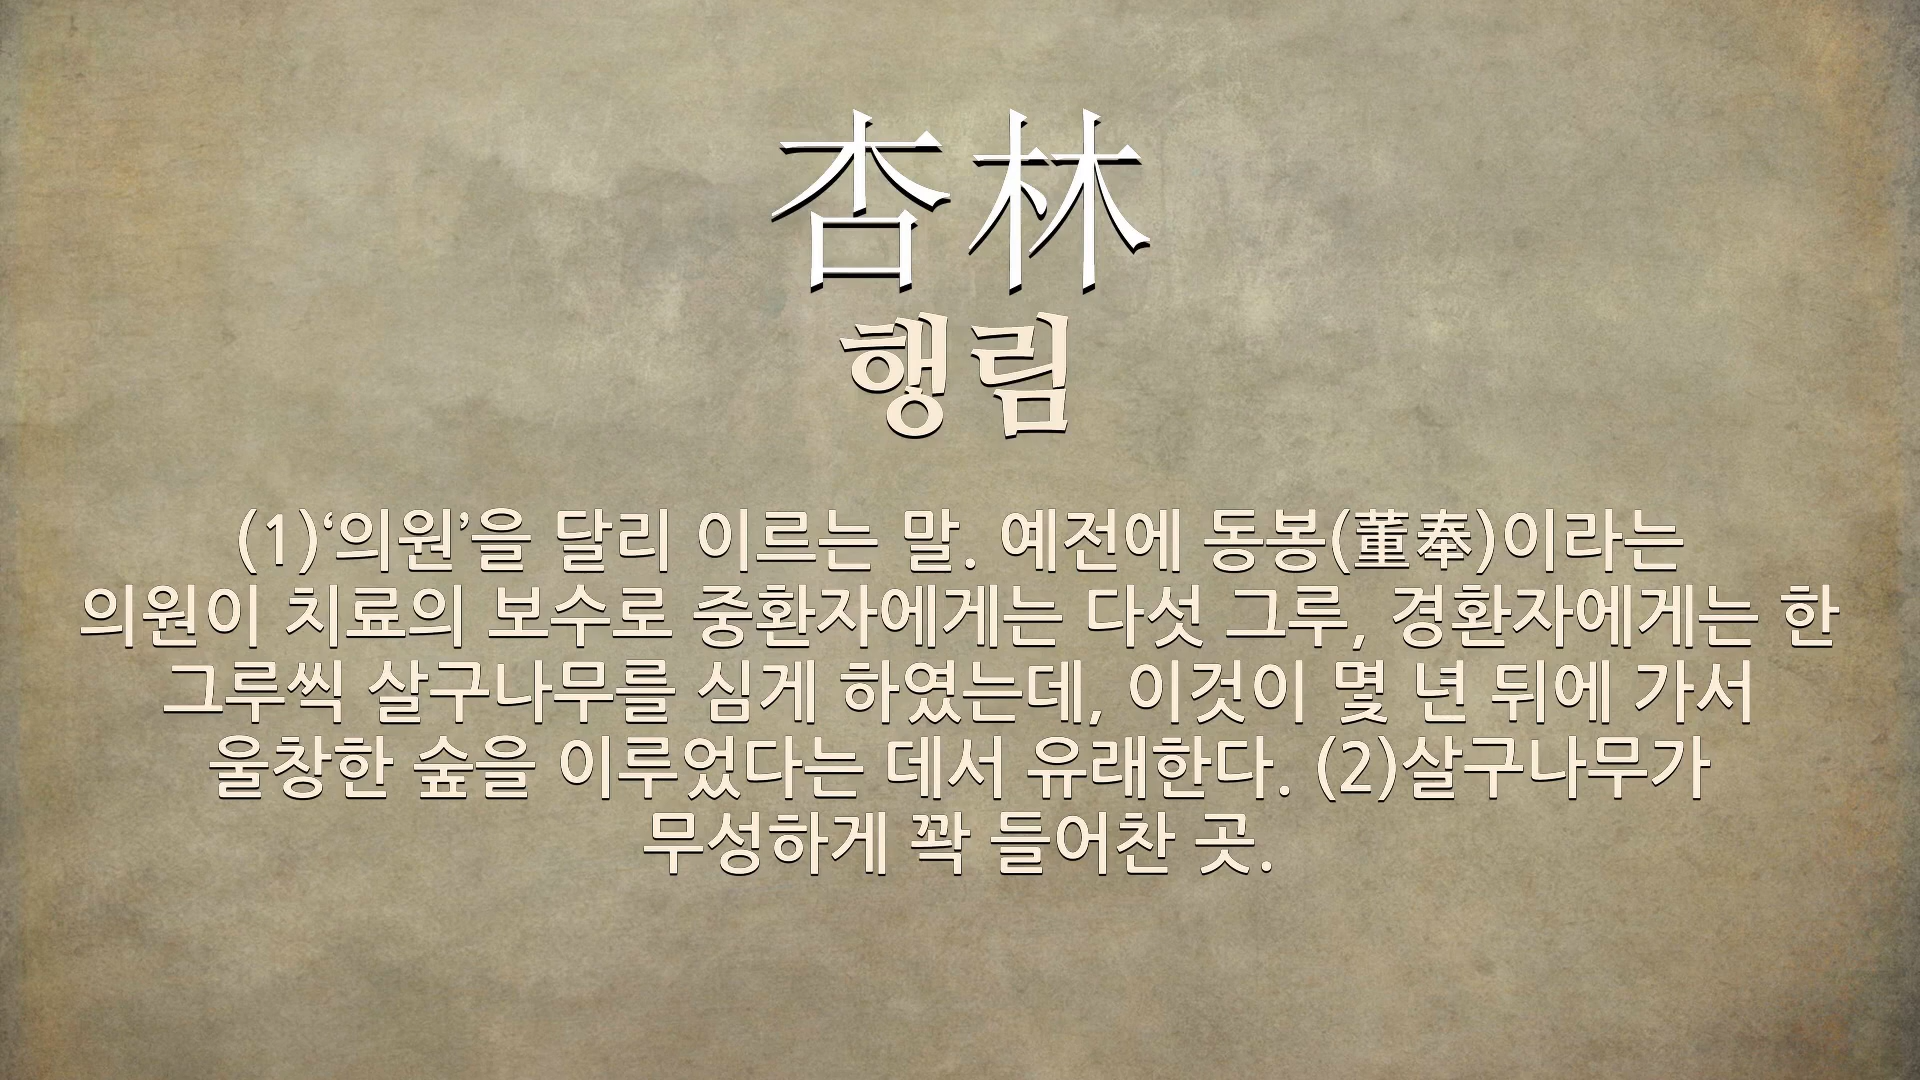 杏林
행림
(1)‘의원’을 달리 이르는 말. 예전에 동봉(董奉)이라는
의원이 치료의 보수로 중환자에게는 다섯 그루, 경환자에게는 한
그루씩 살구나무를 심게 하였는데, 이것이 몇 년 뒤에 가서
울창한 숲을 이루었다는 데서 유래한다. (2)살구나무가
무성하게 꽉 들어찬 곳.